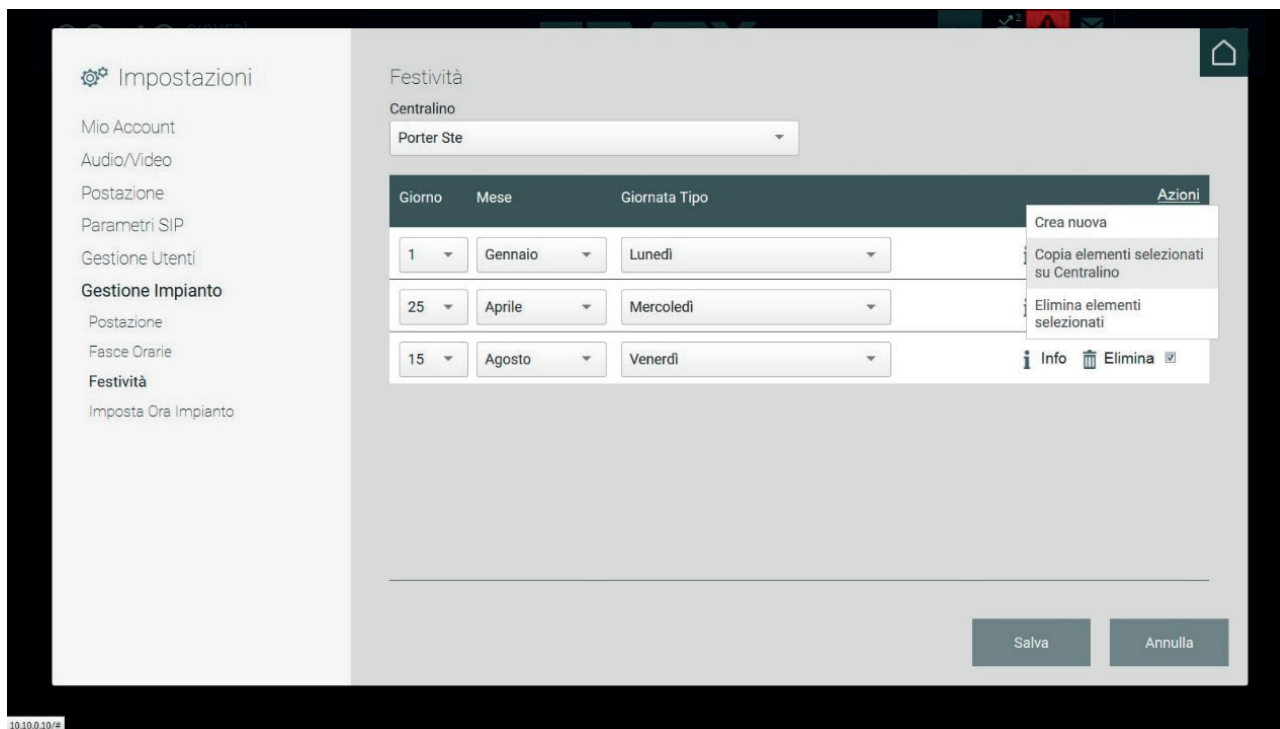 Impostazioni
Mio Account
Audio/Video
Postazione
Parametri SIP
Gestione Utenti
Gestione Impianto
Postazione
Fasce Orarie
Festività
Imposta Ora Impianto
Festività
Centralino
Porter Ste
Giorno Mese Giornata Tipo Azioni
Crea nuova
Copia elementi selezionati
su Centralino
Elimina elementi
selezionati
1 Gennaio Lunedì
25 Aprile Mercoledì
15 Agosto Venerdì Info Elimina
Salva Annulla
10.10.0.10/#